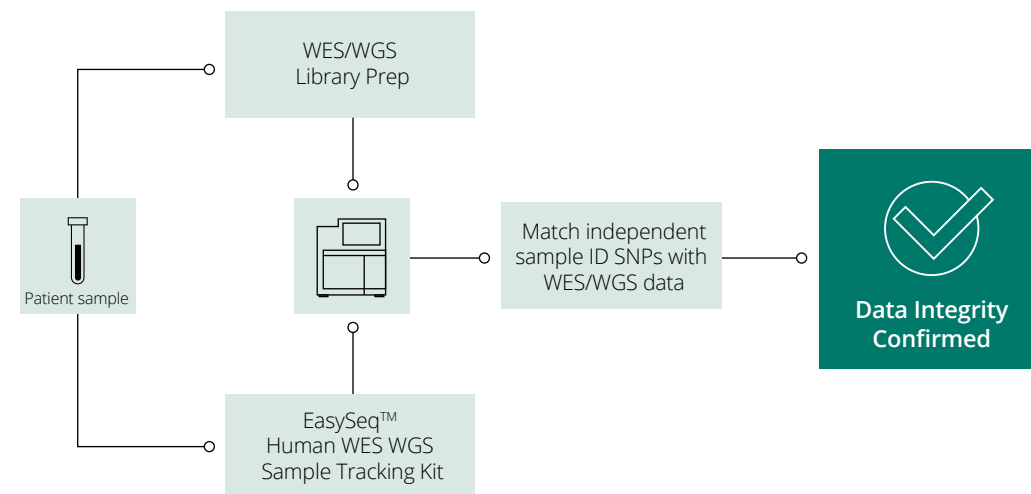 WES/WGS
Library Prep
Patient sample
Match independent
sample ID SNPs with
WES/WGS data
Data Integrity
Confirmed
EasySeq™
Human WES WGS
Sample Tracking Kit